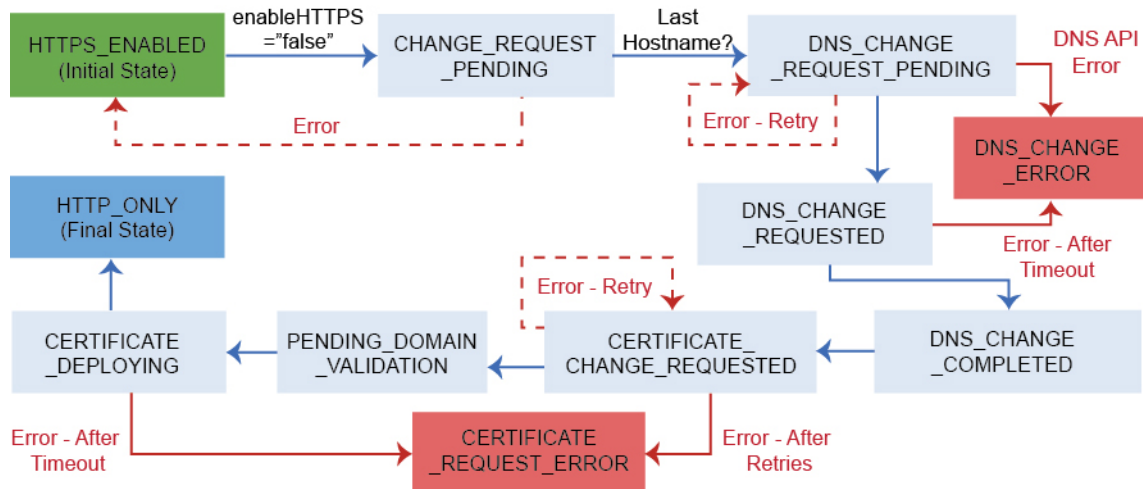 HTTPS_ENABLED
(Initial State)
enableHTTPS
=”false”
CHANGE_REQUEST
_PENDING
Last
Hostname?
DNS_CHANGE
_REQUEST_PENDING
DNS API
Error
Error
Error - Retry
DNS_CHANGE
_ERROR
HTTP_ONLY
(Final State)
DNS_CHANGE
_REQUESTED
Error - After
Timeout
Error - Retry
CERTIFICATE
_DEPLOYING
PENDING_DOMAIN
_VALIDATION
CERTIFICATE_
CHANGE_REQUESTED
DNS_CHANGE
_COMPLETED
Error - After
Timeout
CERTIFICATE
_REQUEST_ERROR
Error - After
Retries